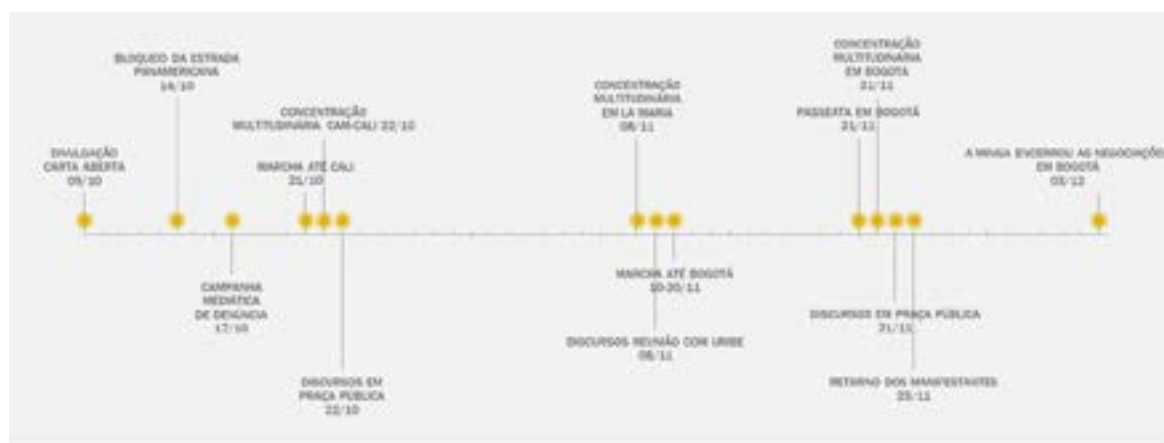 BLOQUEIO DA ESTRADA
PANAMERICANA
14/10
CONCENTRAÇÃO
MULTITUDINÁRIA CAM-CALI 22/10
DIVULGAÇÃO
CARTA ABERTA
09/10
MARCHA ATÉ CALI
21/10
CAMPANHA
MEDIÁTICA
DE DENÚNCIA
17/10
DISCURSOS EM
PRAÇA PÚBLICA
22/10
CONCENTRAÇÃO
MULTITUDINÁRIA
EM LA MARIA
08/11
MARCHA ATÉ BOGOTÁ
10-20/11
DISCURSOS REUNIÃO COM URIBE
08/11
CONCENTRAÇÃO
MULTITUDINÁRIA
EM BOGOTÁ
21/11
PASSEATA EM BOGOTÁ
21/11
DISCURSOS EM PRAÇA PÚBLICA
21/11
RETORNO DOS MANIFESTANTES
A MINGA ENCERROU AS NEGOCIAÇÕES
EM BOGOTÁ
03/12